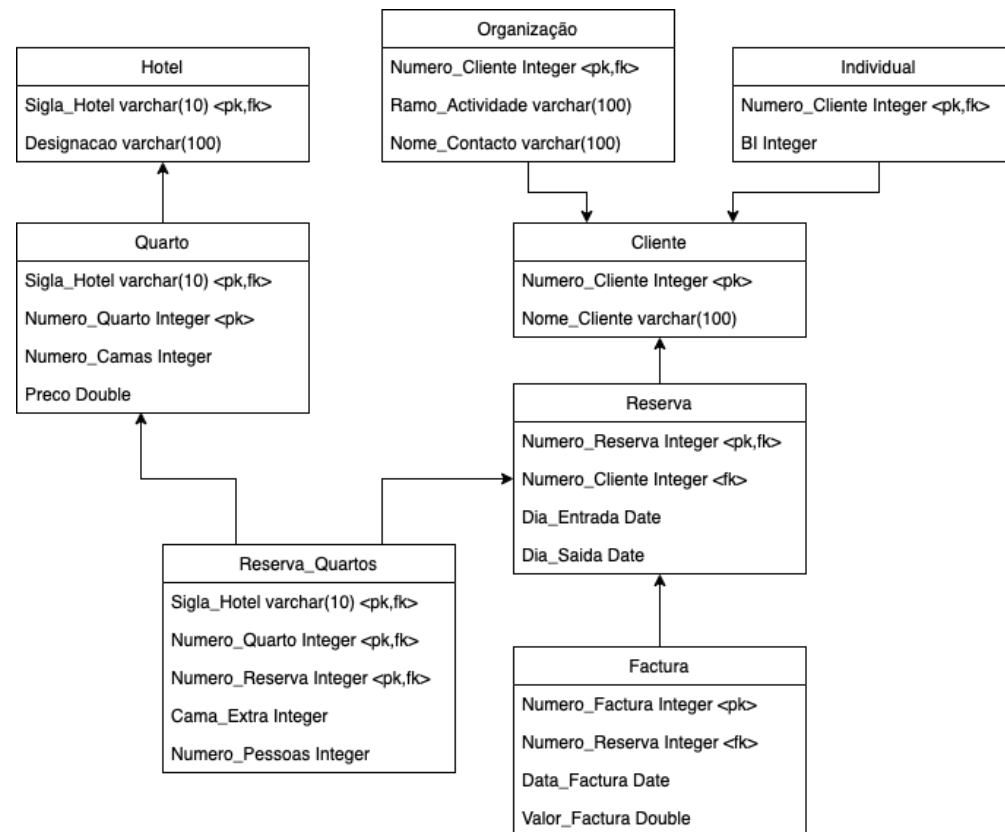 Hotel
Sigla_Hotel varchar(10) <pk,fk>
Designacao varchar(100)
Organização
Numero_Cliente Integer <pk,fk>
Ramo_Actividade varchar(100)
Nome_Contacto varchar(100)
Individual
Numero_Cliente Integer <pk,fk>
BI Integer
Quarto
Sigla_Hotel varchar(10) <pk,fk>
Numero_Quarto Integer <pk>
Numero_Camas Integer
Preco Double
Cliente
Numero_Cliente Integer <pk>
Nome_Cliente varchar(100)
Reserva
Numero_Reserva Integer <pk,fk>
Numero_Cliente Integer <fk>
Dia_Entrada Date
Dia_Saida Date
Reserva_Quartos
Sigla_Hotel varchar(10) <pk,fk>
Numero_Quarto Integer <pk,fk>
Numero_Reserva Integer <pk,fk>
Cama_Extra Integer
Numero_Pessoas Integer
Factura
Numero_Factura Integer <pk>
Numero_Reserva Integer <fk>
Data_Factura Date
Valor_Factura Double